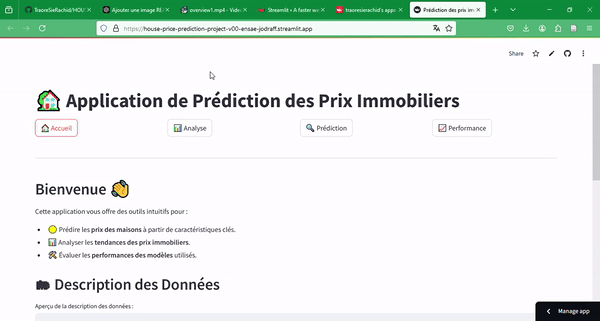 TraoreSieRachid/HOU
Ajouter une image RE
overview1.mp4 - Vidé
Streamlit • A faster w
traoresierachid's apps
Prédiction des prix im
https://house-price-prediction-project-v00-ensae-jodraff.streamlit.app
Share
Application de Prédiction des Prix Immobiliers
Accueil
Analyse
Prédiction
Performance
Bienvenue
Cette application vous offre des outils intuitifs pour :
Prédire les prix des maisons à partir de caractéristiques clés.
Analyser les tendances des prix immobiliers.
Évaluer les performances des modèles utilisés.
Description des Données
Aperçu de la description des données :
Manage app